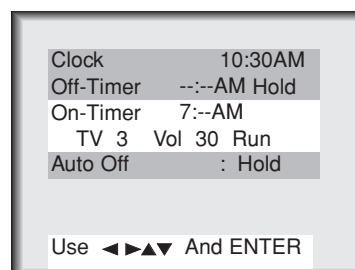 Clock 10:30AM
Off-Timer --:--AM Hold
On-Timer 7:--AM
TV 3 Vol 30 Run
Auto Off : Hold
Use ◄►▲▼ And ENTER